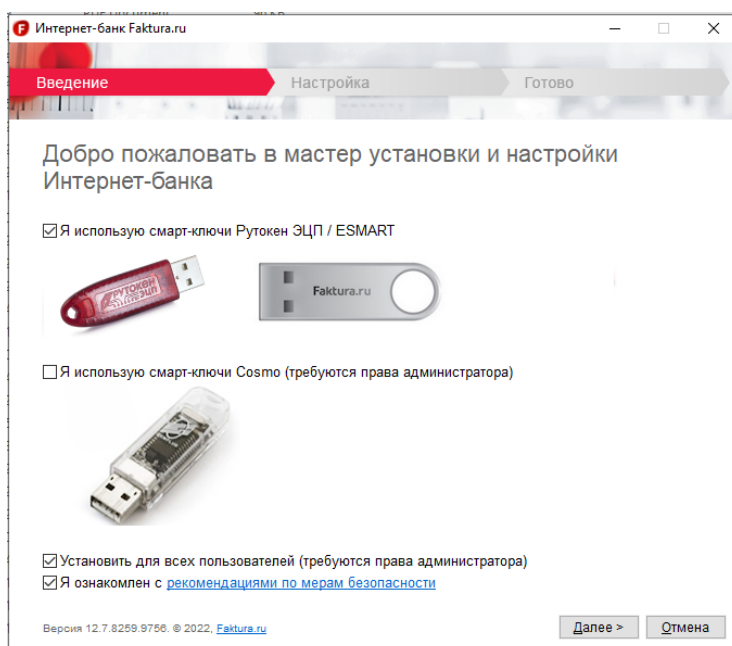 Интернет-банк Faktura.ru
Введение
Настройка
Готово
Добро пожаловать в мастер установки и настройки
Интернет-банка
Я использую смарт-ключи Рутокен ЭЦП / ESMART
РУТОКЕН
ЭЦП
Faktura.ru
Я использую смарт-ключи Cosmo (требуются права администратора)
Установить для всех пользователей (требуются права администратора)
Я ознакомлен с рекомендациями по мерам безопасности
Версия 12.7.8259.9756. © 2022, Faktura.ru
Далее >
Отмена